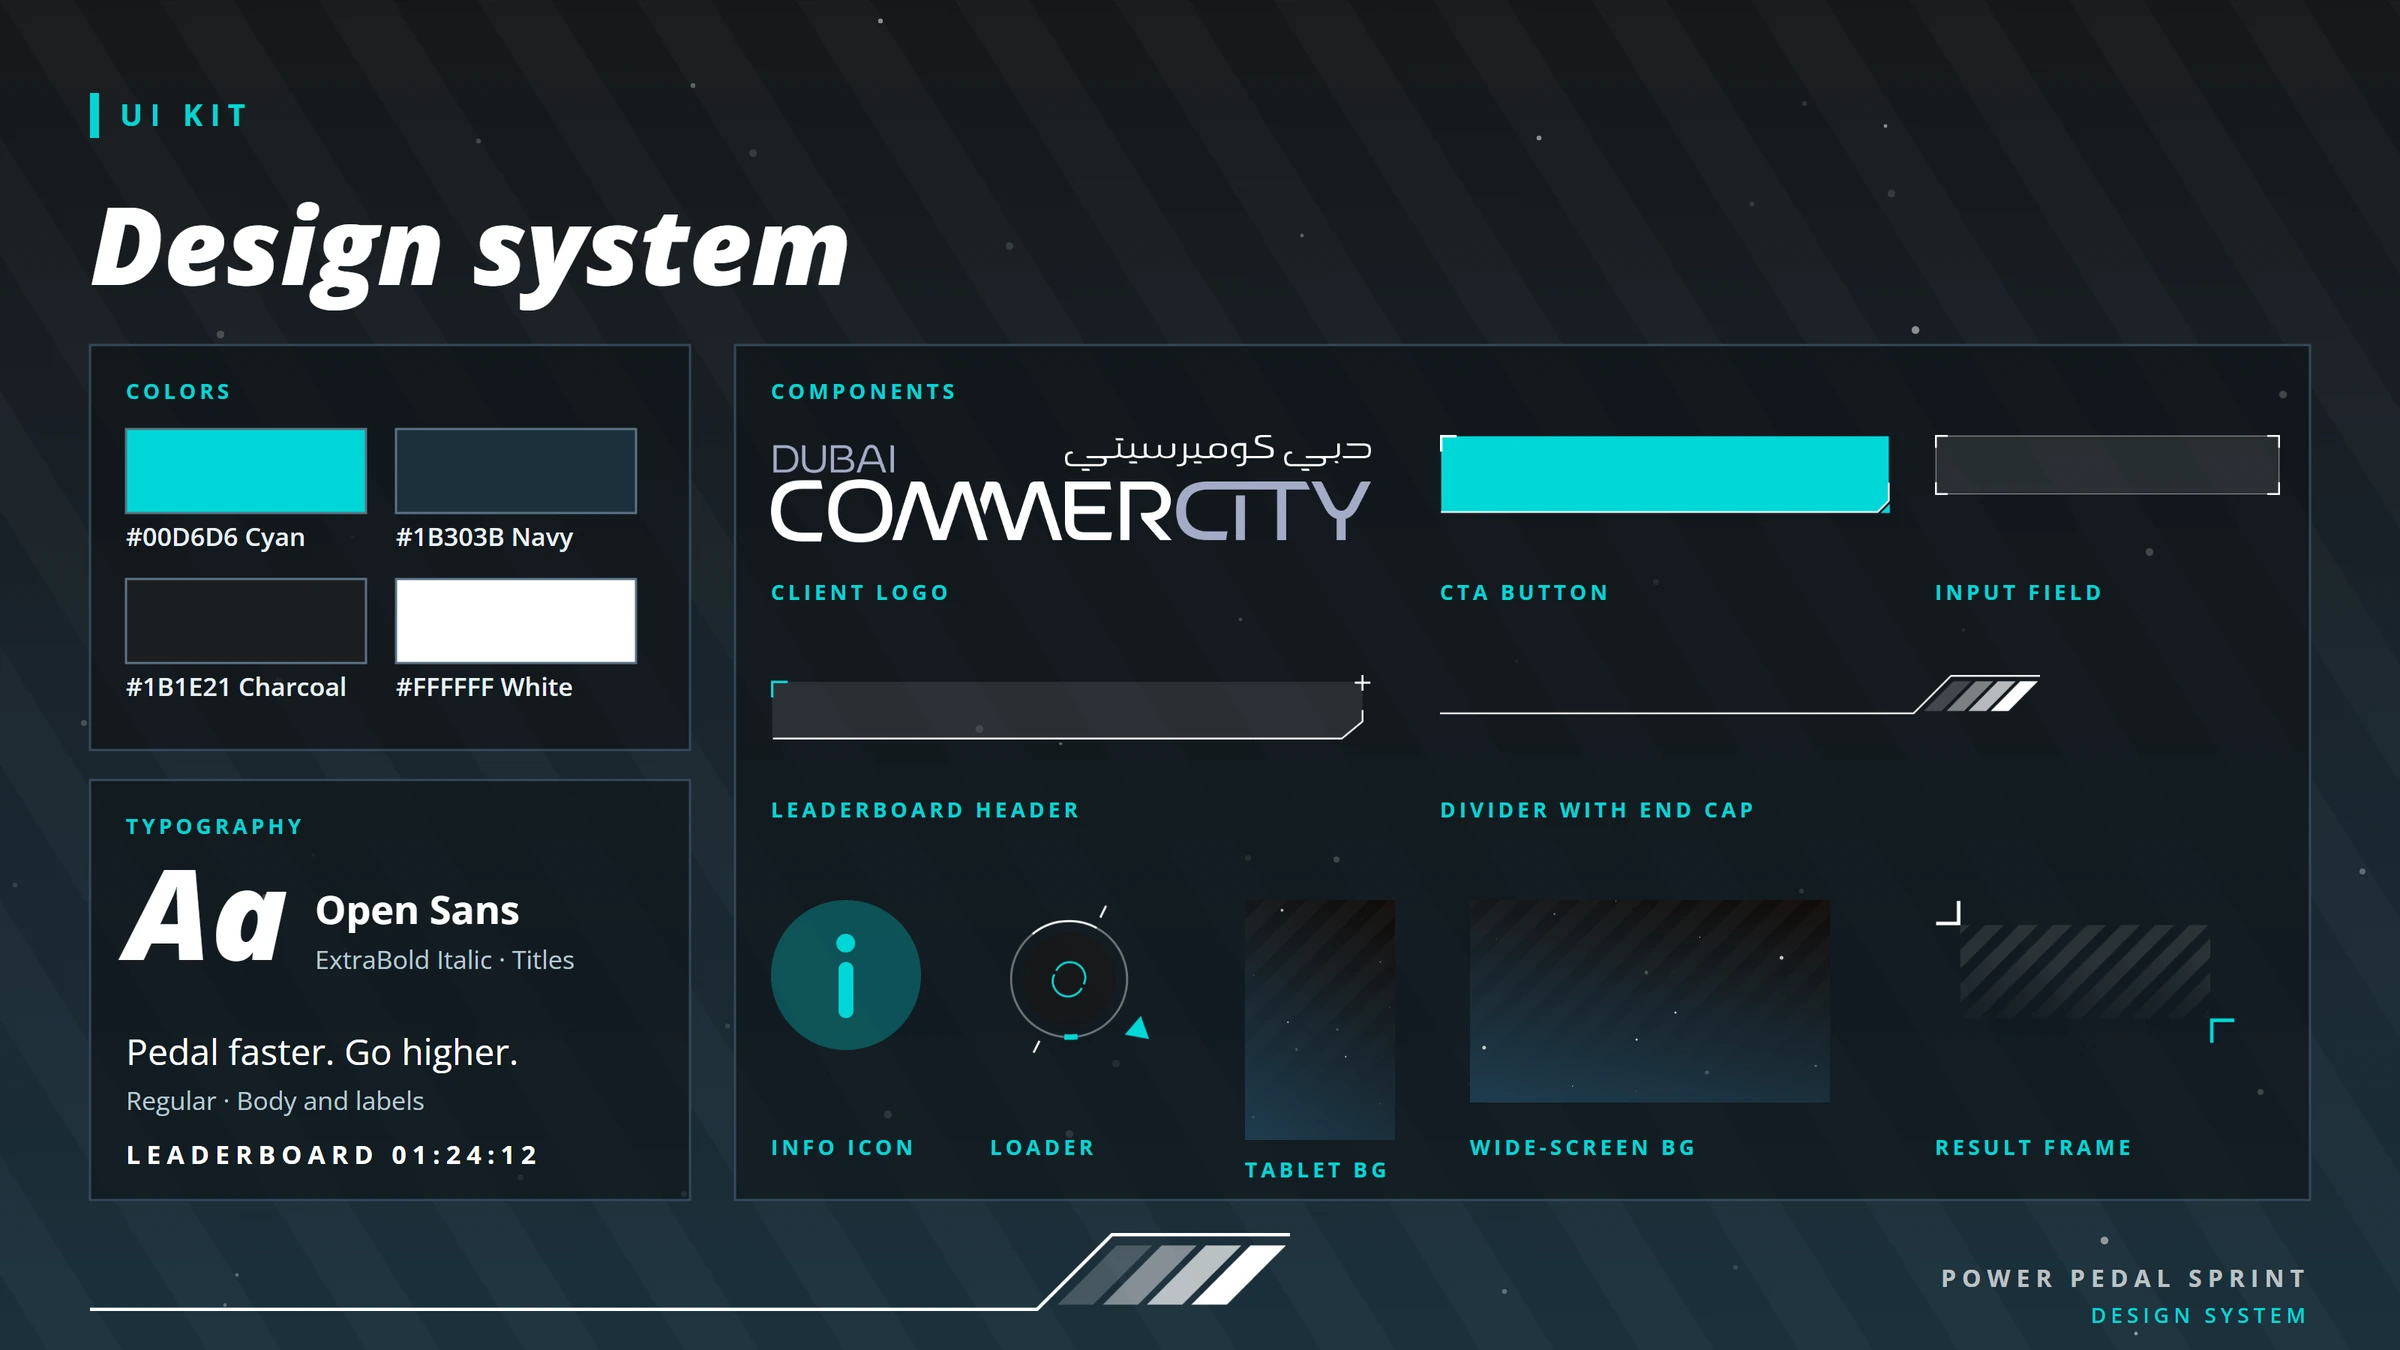 UI KIT
Design system
COLORS
#00D6D6 Cyan
#1B303B Navy
#1B1E21 Charcoal
#FFFFFF White
TYPOGRAPHY
Aa
Open Sans
ExtraBold Italic · Titles
Pedal faster. Go higher.
Regular · Body and labels
LEADERBOARD 01:24:12
COMPONENTS
DUBAI
دبي كوميرسيتي
COMMERCITY
CLIENT LOGO
CTA BUTTON
INPUT FIELD
LEADERBOARD HEADER
DIVIDER WITH END CAP
INFO ICON
LOADER
TABLET BG
WIDE-SCREEN BG
RESULT FRAME
POWER PEDAL SPRINT
DESIGN SYSTEM